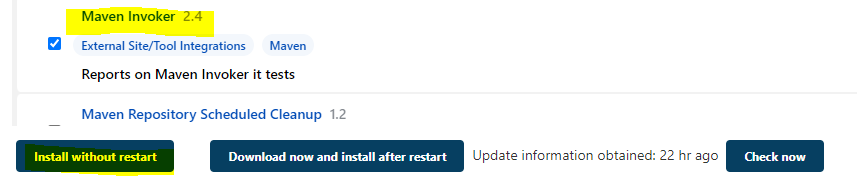 Maven Invoker 2.4
External Site/Tool Integrations Maven
Reports on Maven Invoker it tests
Maven Repository Scheduled Cleanup 1.2
Install without restart Download now and install after restart Update information obtained: 22 hr ago Check now